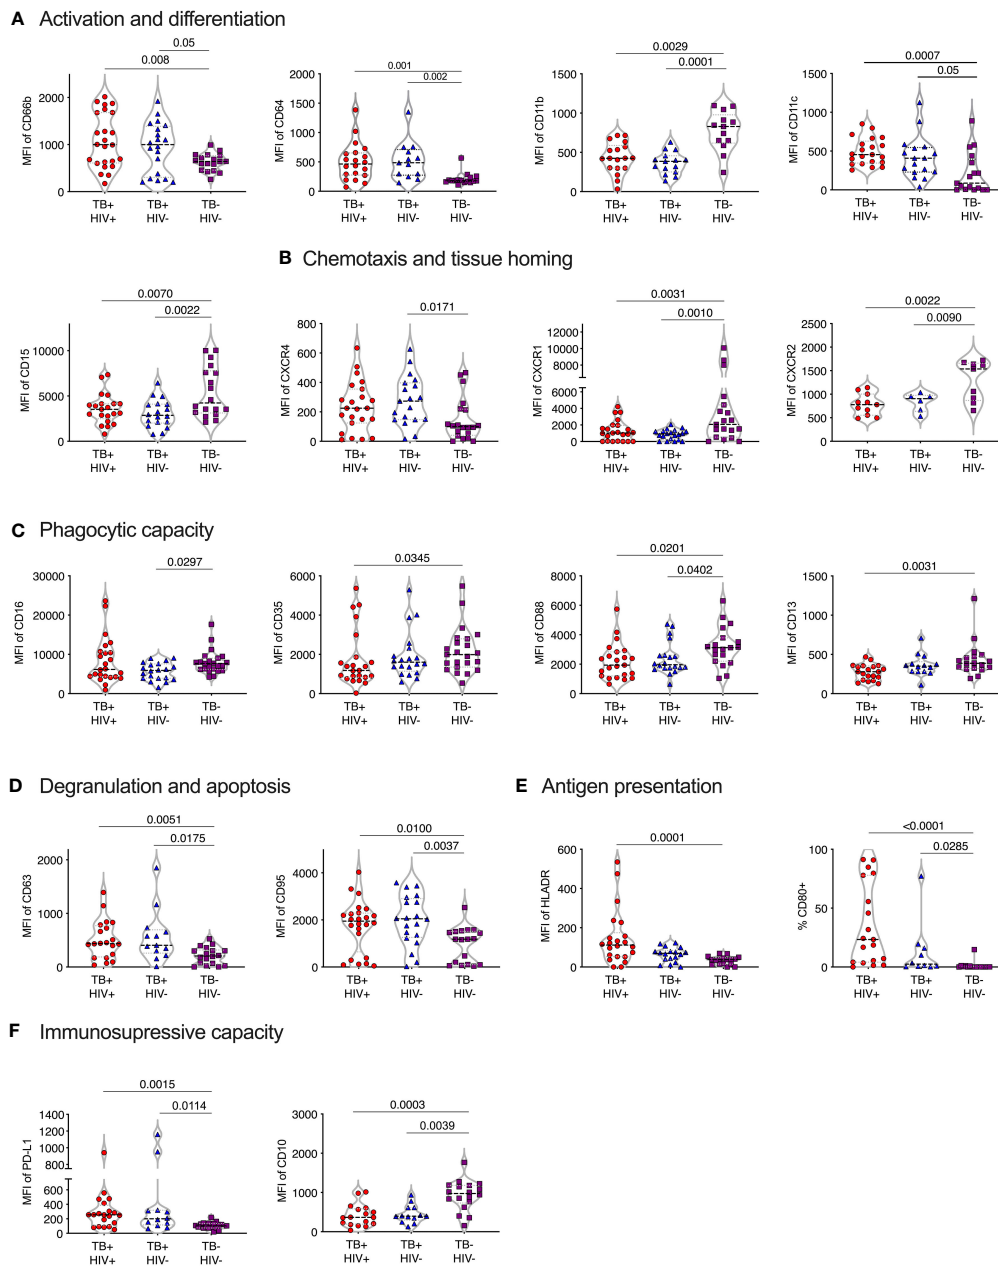 A Activation and differentiation
0.05
0.008
MFI of CD66b
2000
1000
0
TB+ TB+ TB-
HIV+ HIV- HIV-
0.001
0.002
MFI of CD64
2000
1500
1000
500
0
TB+ TB+ TB-
HIV+ HIV- HIV-
0.0029
0.0001
MFI of CD11b
1500
1000
500
0
TB+ TB+ TB-
HIV+ HIV- HIV-
0.0007
0.05
MFI of CD11c
1500
1000
500
0
TB+ TB+ TB-
HIV+ HIV- HIV-
0.0070
0.0022
MFI of CD15
10000
5000
0
TB+ TB+ TB-
HIV+ HIV- HIV-
B Chemotaxis and tissue homing
0.0171
MFI of CXCR4
800
600
400
200
0
TB+ TB+ TB-
HIV+ HIV- HIV-
0.0031
0.0010
MFI of CXCR1
12000
10000
8000
6000
4000
2000
0
TB+ TB+ TB-
HIV+ HIV- HIV-
0.0022
0.0090
MFI of CXCR2
2500
2000
1500
1000
500
0
TB+ TB+ TB-
HIV+ HIV- HIV-
C Phagocytic capacity
0.0297
MFI of CD16
30000
20000
10000
0
TB+ TB+ TB-
HIV+ HIV- HIV-
0.0345
MFI of CD35
6000
4000
2000
0
TB+ TB+ TB-
HIV+ HIV- HIV-
0.0201
0.0402
MFI of CD88
8000
6000
4000
2000
0
TB+ TB+ TB-
HIV+ HIV- HIV-
0.0031
MFI of CD13
1500
1000
500
0
TB+ TB+ TB-
HIV+ HIV- HIV-
D Degranulation and apoptosis
0.0051
0.0175
MFI of CD63
2000
1000
0
TB+ TB+ TB-
HIV+ HIV- HIV-
0.0100
0.0037
MFI of CD95
5000
4000
2000
0
TB+ TB+ TB-
HIV+ HIV- HIV-
E Antigen presentation
0.0001
MFI of HLADR
600
400
200
0
TB+ TB+ TB-
HIV+ HIV- HIV-
<0.0001
0.0285
% CD80+
100
50
0
TB+ TB+ TB-
HIV+ HIV- HIV-
F Immunosupressive capacity
0.0015
0.0114
MFI of PD-L1
1400
1200
1000
800
600
400
200
0
TB+ TB+ TB-
HIV+ HIV- HIV-
0.0003
0.0039
MFI of CD10
3000
2000
1000
0
TB+ TB+ TB-
HIV+ HIV- HIV-